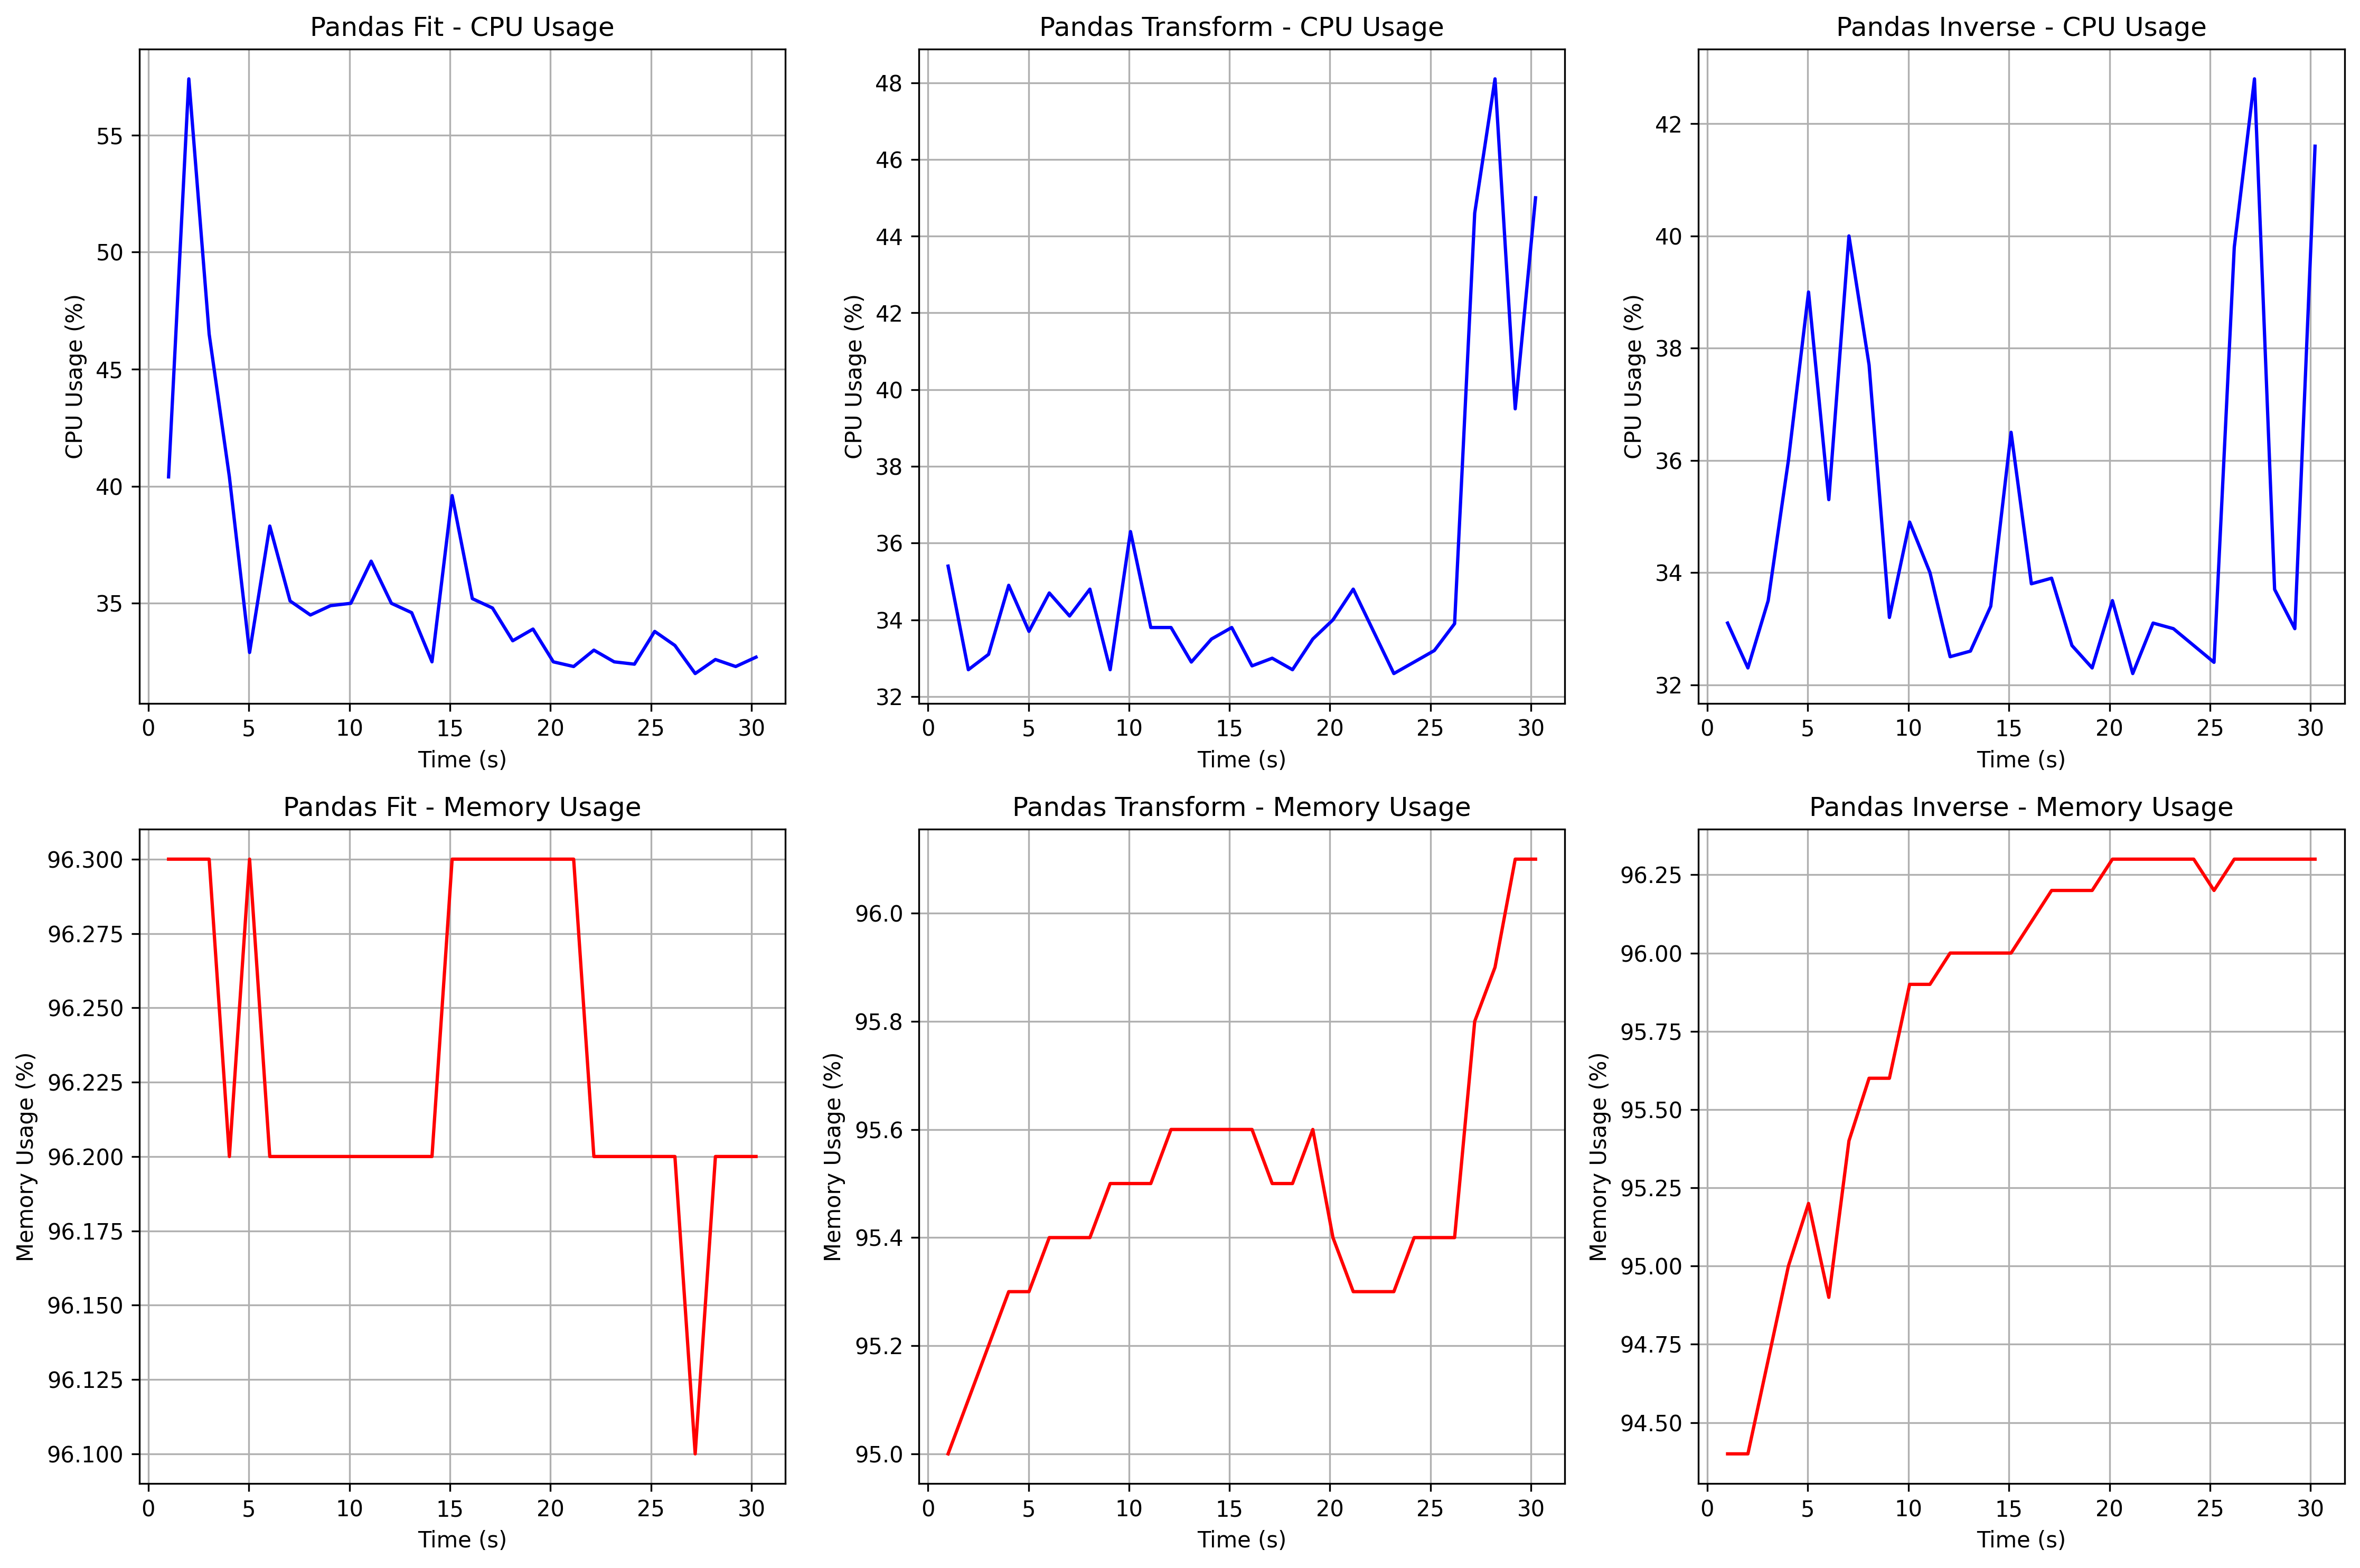 Pandas Fit - CPU Usage
CPU Usage (%)
55
50
45
40
35
0 5 10 15 20 25 30
Time (s)
Pandas Transform - CPU Usage
CPU Usage (%)
48
46
44
42
40
38
36
34
32
0 5 10 15 20 25 30
Time (s)
Pandas Inverse - CPU Usage
CPU Usage (%)
42
40
38
36
34
32
0 5 10 15 20 25 30
Time (s)
Pandas Fit - Memory Usage
Memory Usage (%)
96.300
96.275
96.250
96.225
96.200
96.175
96.150
96.125
96.100
0 5 10 15 20 25 30
Time (s)
Pandas Transform - Memory Usage
Memory Usage (%)
96.0
95.8
95.6
95.4
95.2
95.0
0 5 10 15 20 25 30
Time (s)
Pandas Inverse - Memory Usage
Memory Usage (%)
96.25
96.00
95.75
95.50
95.25
95.00
94.75
94.50
0 5 10 15 20 25 30
Time (s)